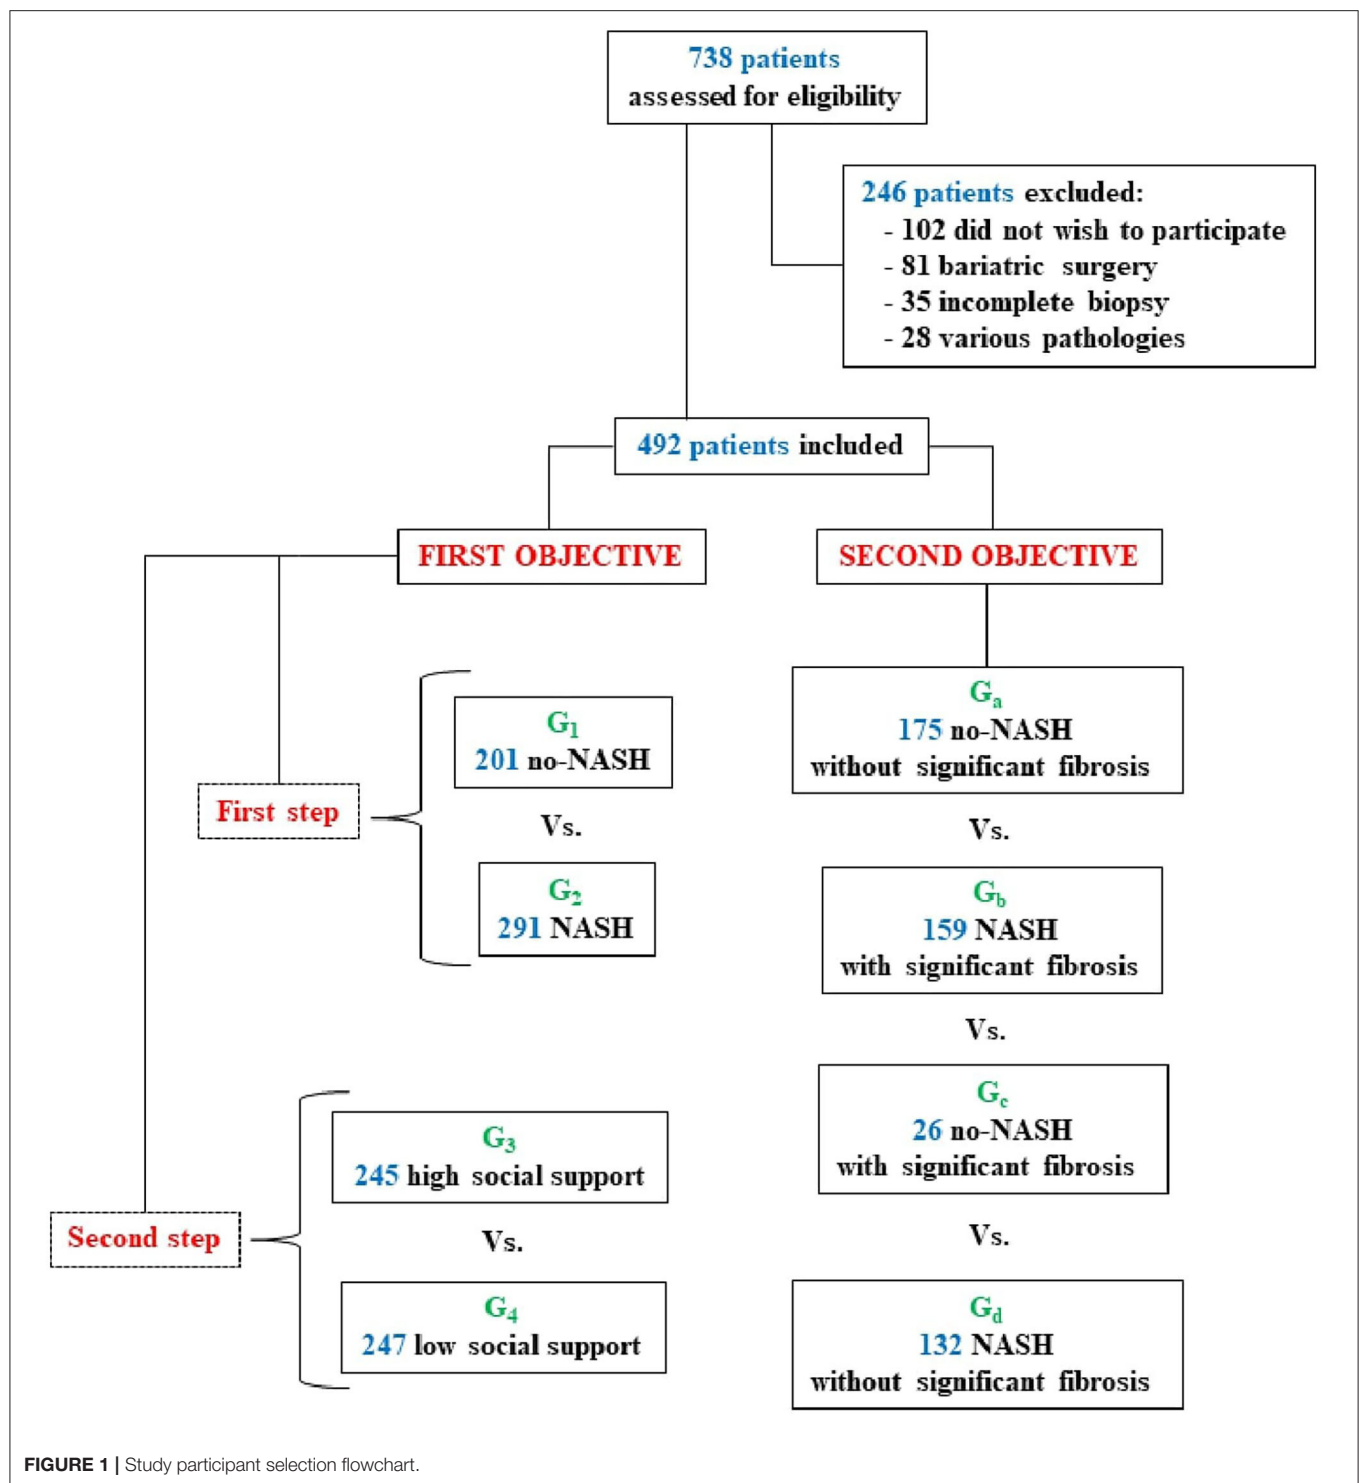 738 patients
assessed for eligibility
246 patients excluded:
- 102 did not wish to participate
- 81 bariatric surgery
- 35 incomplete biopsy
- 28 various pathologies
492 patients included
FIRST OBJECTIVE
SECOND OBJECTIVE
First step
G1
201 no-NASH
Vs.
G2
291 NASH
Second step
G3
245 high social support
Vs.
G4
247 low social support
Ga
175 no-NASH
without significant fibrosis
Vs.
Gb
159 NASH
with significant fibrosis
Vs.
Gc
26 no-NASH
with significant fibrosis
Vs.
Gd
132 NASH
without significant fibrosis
FIGURE 1 | Study participant selection flowchart.